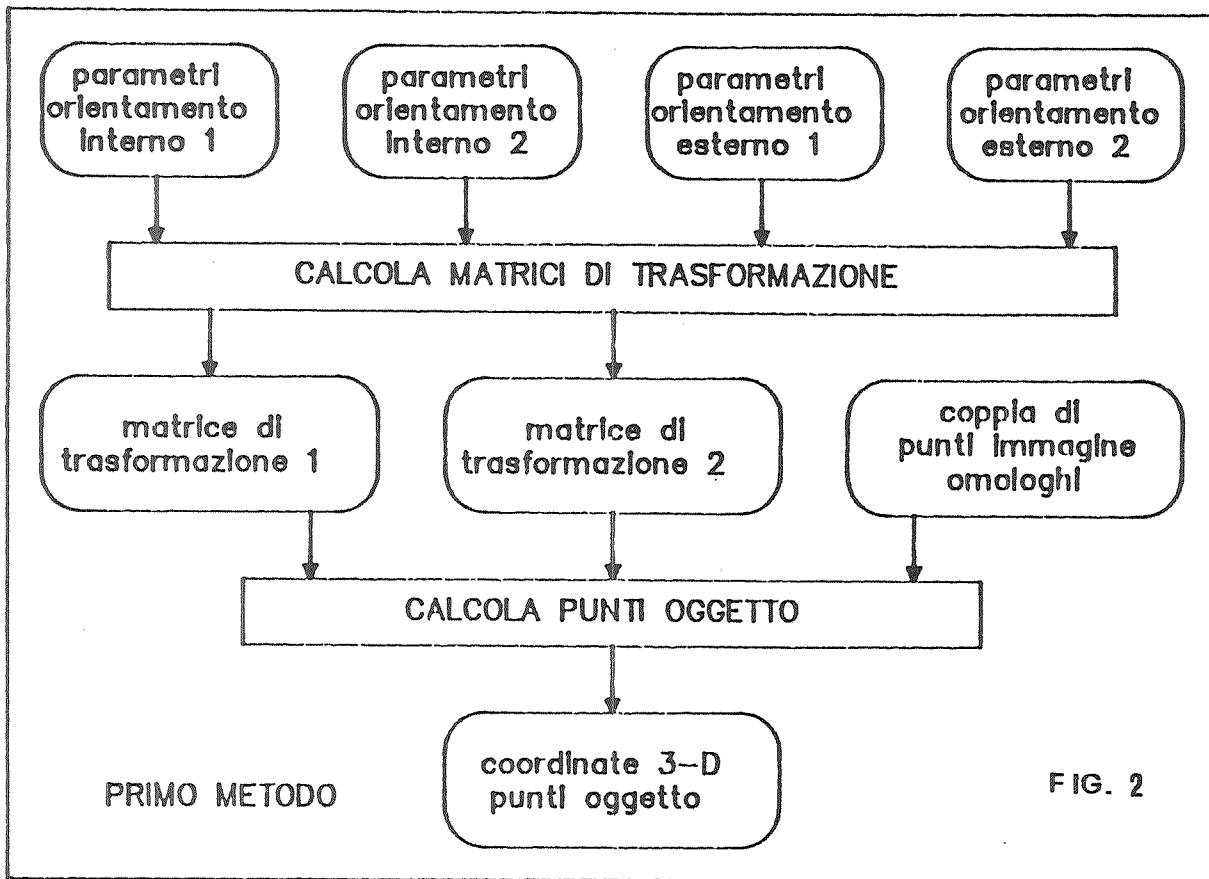 parametri
orientamento
interno 1
parametri
orientamento
interno 2
parametri
orientamento
esterno 1
parametri
orientamento
esterno 2
CALCOLA MATRICI DI TRASFORMAZIONE
matrice di
trasformazione 1
matrice di
trasformazione 2
coppia di
punti immagine
omologhi
CALCOLA PUNTI OGGETTO
coordinate 3-D
punti oggetto
PRIMO METODO
FIG. 2